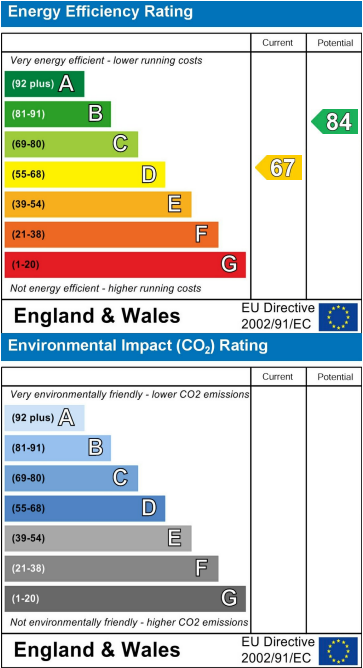 Energy Efficiency Rating
Current Potential
Very energy efficient - lower running costs
(92 plus) A
(81-91) B
84
(69-80) C
(55-68) D
67
(39-54) E
(21-38) F
(1-20) G
Not energy efficient - higher running costs
England & Wales
EU Directive
2002/91/EC
Environmental Impact (CO₂) Rating
Current Potential
Very environmentally friendly - lower CO2 emissions
(92 plus) A
(81-91) B
(69-80) C
(55-68) D
(39-54) E
(21-38) F
(1-20) G
Not environmentally friendly - higher CO2 emissions
England & Wales
EU Directive
2002/91/EC